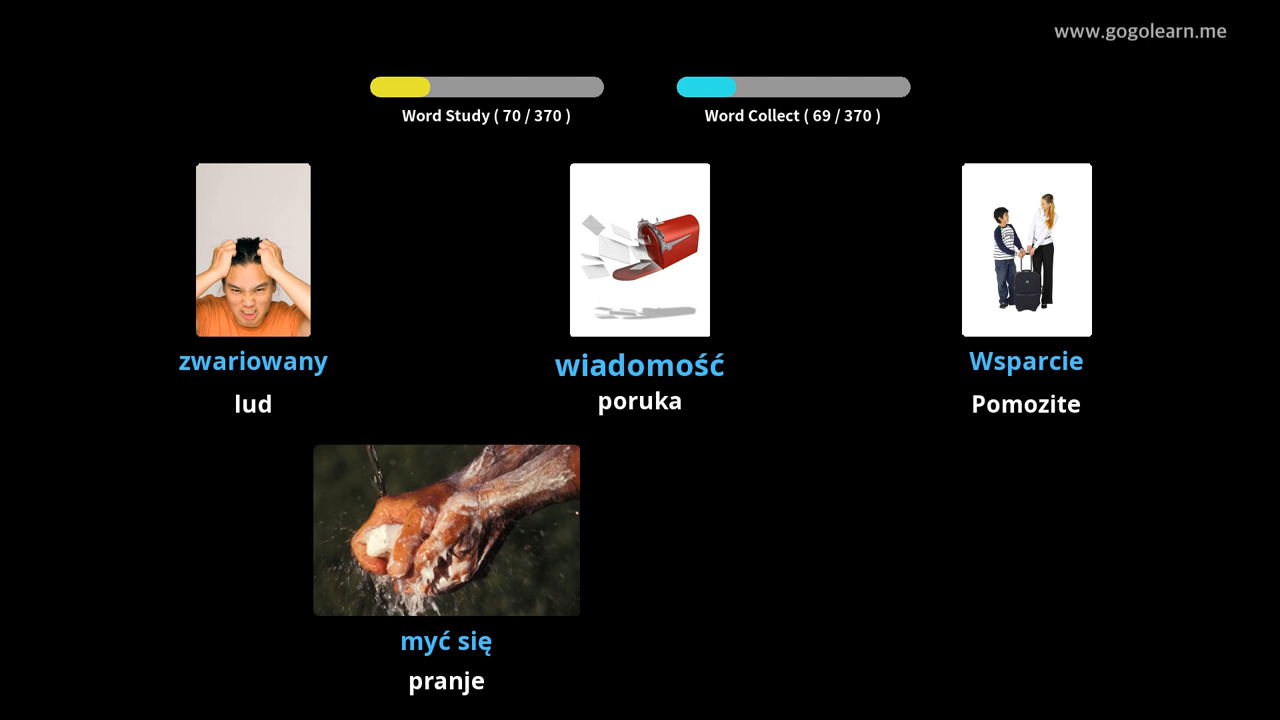 www.gogolearn.me
Word Study ( 70 / 370 )
Word Collect ( 69 / 370 )
zwariowany
lud
wiadomość
poruka
Wsparcie
Pomozite
myć się
pranje